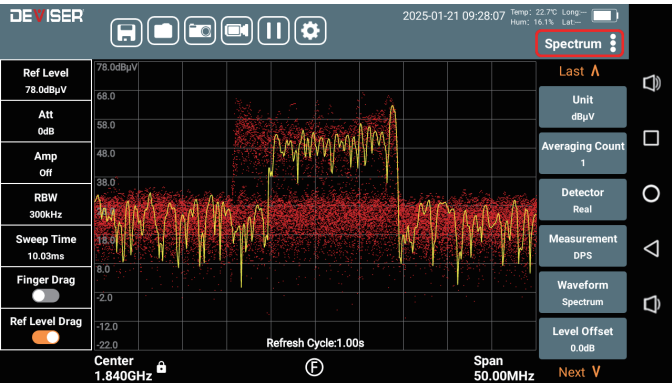 DEVISER
2025-01-21 09:28:07
Temp: 22.7℃ Long:--
Hum: 16.1% Lat:--
Spectrum
Ref Level
78.0dBμV
Att
0dB
Amp
Off
RBW
300kHz
Sweep Time
10.03ms
Finger Drag
Ref Level Drag
78.0dBμV
68.0
58.0
48.0
38.0
18.0
8.0
-2.0
-12.0
-22.0
Refresh Cycle:1.00s
Center
1.840GHz
F
Span
50.00MHz
Last
Unit
dBμV
Averaging Count
1
Detector
Real
Measurement
DPS
Waveform
Spectrum
Level Offset
0.0dB
Next